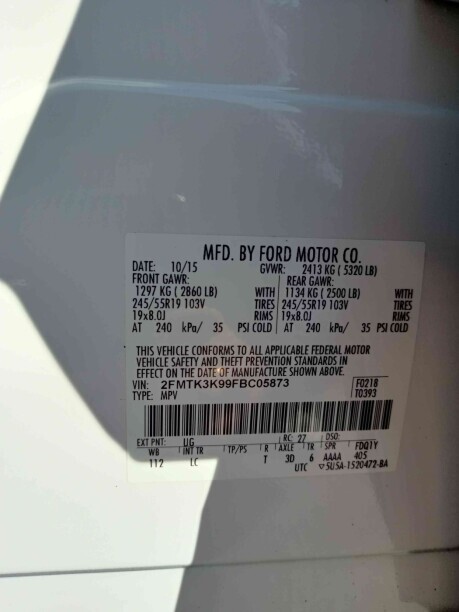 MFD. BY FORD MOTOR CO.
DATE: 10/15 GVWR: 2413 KG ( 5320 LB)
FRONT GAWR: REAR GAWR:
1297 KG ( 2860 LB) WITH 1134 KG ( 2500 LB) WITH
245/55R19 103V TIRES 245/55R19 103V TIRES
19x8.0J RIMS 19x8.0J RIMS
AT 240 kPa/ 35 PSI COLD AT 240 kPa/ 35 PSI COLD
THIS VEHICLE CONFORMS TO ALL APPLICABLE FEDERAL MOTOR
VEHICLE SAFETY AND THEFT PREVENTION STANDARDS IN
EFFECT ON THE DATE OF MANUFACTURE SHOWN ABOVE.
VIN: 2FMTK3K99FBC05873 F0218
TYPE: MPV T0393
EXT PNT: UG RC: 27 DSO:
WB INT TR TP/PS R AXLE TR SPR FDQ1Y
112 LC T 3D 6 AAAA 405
UTC ▽5U5A-1520472-BA